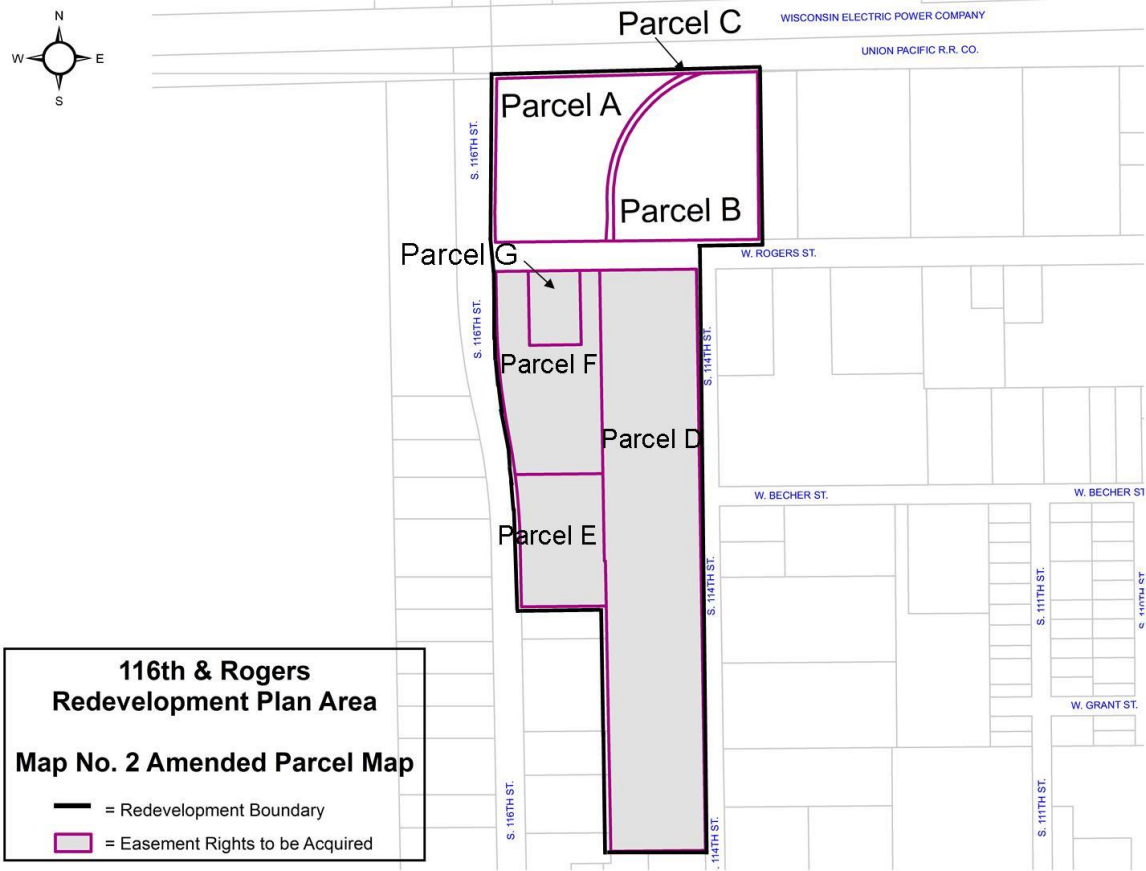 N
W E
S
Parcel C
WISCONSIN ELECTRIC POWER COMPANY
UNION PACIFIC R.R. CO.
Parcel A
S. 116TH ST.
Parcel B
Parcel G
W. ROGERS ST.
S. 116TH ST.
S. 114TH ST.
Parcel F
Parcel D
W. BECHER ST.
W. BECHER ST
Parcel E
S. 114TH ST.
S. 111TH ST.
S. 110TH ST
116th & Rogers
Redevelopment Plan Area
W. GRANT ST.
Map No. 2 Amended Parcel Map
= Redevelopment Boundary
= Easement Rights to be Acquired
S. 116TH ST.
S. 111TH ST.
. 114TH ST.